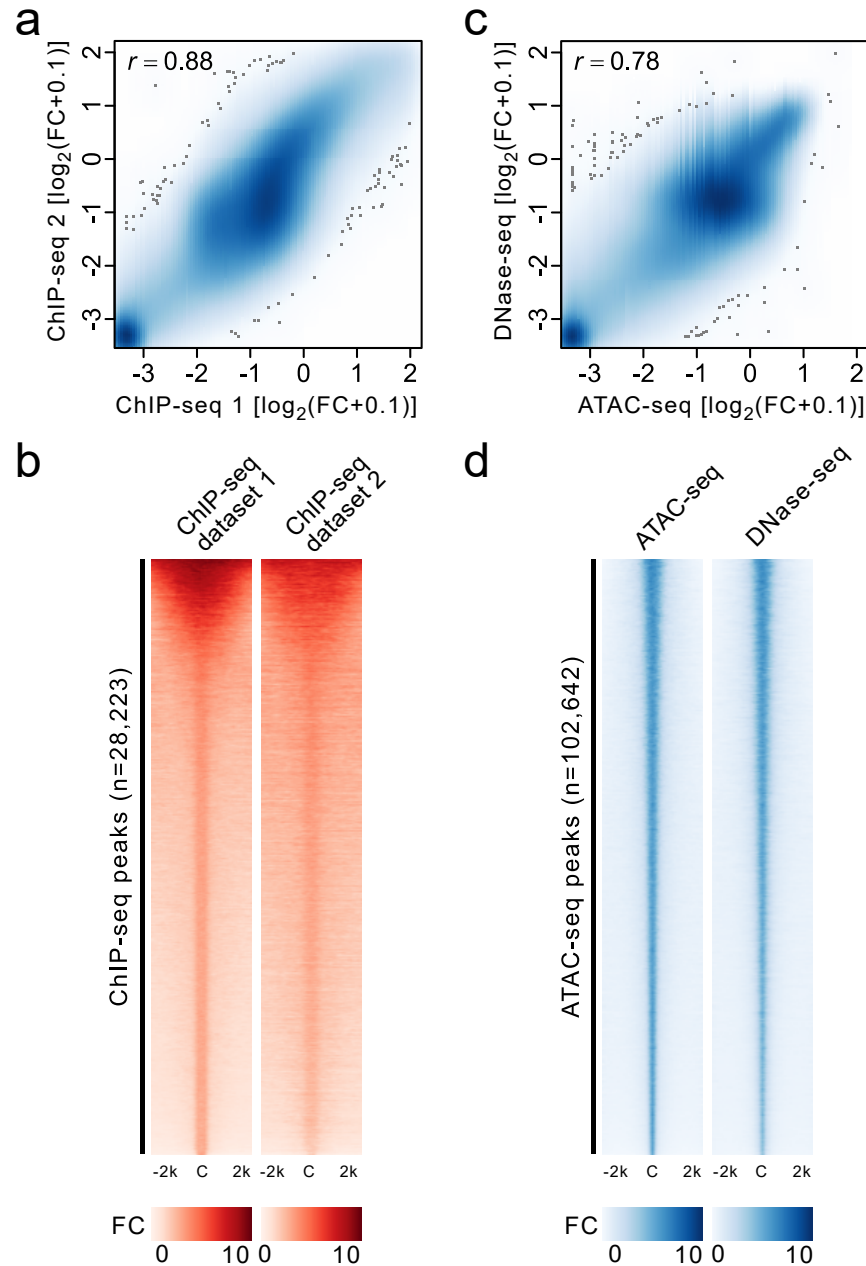 a
r = 0.88
2
1
0
-1
-2
-3
ChIP-seq 2 [log2(FC+0.1)]
-3 -2 -1 0 1 2
ChIP-seq 1 [log2(FC+0.1)]
c
r = 0.78
2
1
0
-1
-2
-3
DNase-seq [log2(FC+0.1)]
-3 -2 -1 0 1 2
ATAC-seq [log2(FC+0.1)]
b
ChIP-seq
dataset 1
ChIP-seq
dataset 2
ChIP-seq peaks (n=28,223)
-2k C 2k -2k C 2k
FC
0 10 0 10
d
ATAC-seq
DNase-seq
ATAC-seq peaks (n=102,642)
-2k C 2k -2k C 2k
FC
0 10 0 10